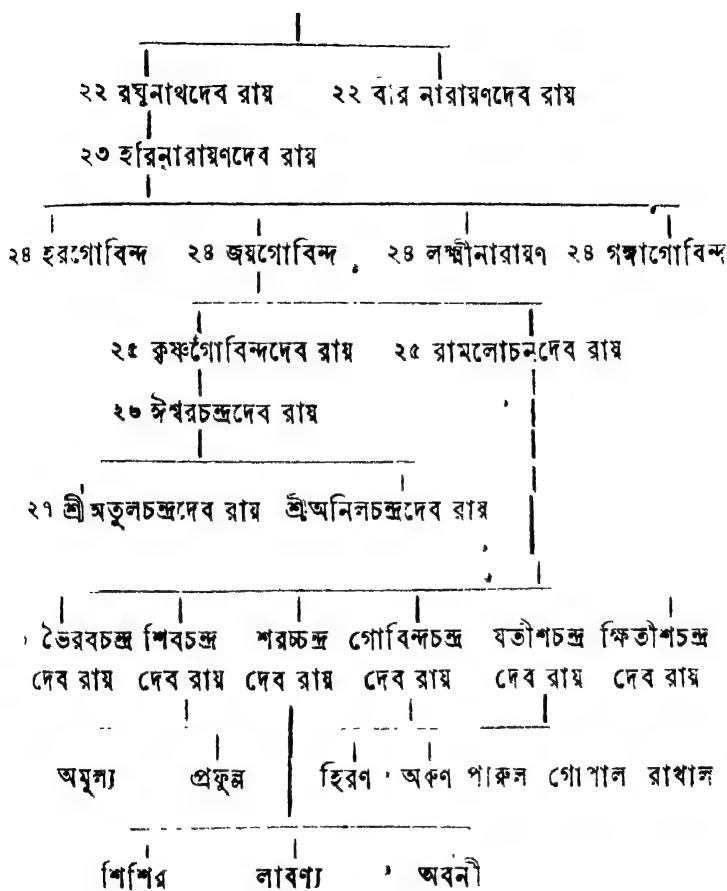 ২২ রঘুনাথদেব রায় ২২ বীর নারায়ণদেব রায়
২৩ হরিনারায়ণদেব রায়
২৪ হরগোবিন্দ ২৪ জয়গোবিন্দ ২৪ লক্ষ্মীনারায়ণ ২৪ গঙ্গাগোবিন্দ
২৫ কৃষ্ণগোবিন্দদেব রায় ২৫ রামলোচনদেব রায়
২৬ ঈশ্বরচন্দ্রদেব রায়
২৭ শ্রীঅতুলচন্দ্রদেব রায় শ্রীঅনিলচন্দ্রদেব রায়
ভৈরবচন্দ্র শিবচন্দ্র শরচ্চন্দ্র গোবিন্দচন্দ্র যতীশচন্দ্র ক্ষিতীশচন্দ্র
দেব রায় দেব রায় দেব রায় দেব রায় দেব রায় দেব রায়
অমূল্য প্রফুল্ল হিরণ অরুণ পারুল গোপাল রাখাল
শিশির লাবণ্য অবনী